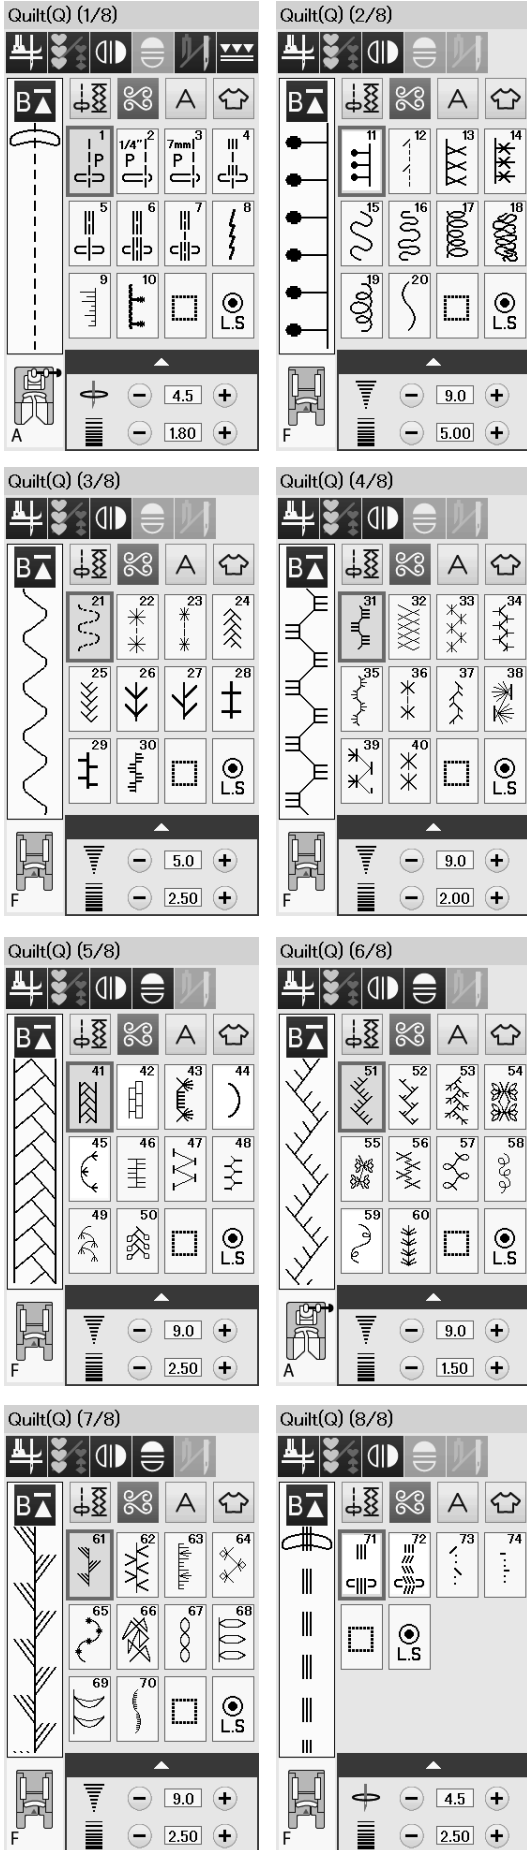 Quilt(Q) (1/8)
B A
1 2 3 4
1/4" 7mm
P P P
5 6 7 8
9 10
L.S
4.5
A
1.80
Quilt(Q) (2/8)
B A
11 12 13 14
15 16 17 18
19 20
L.S
9.0
F
5.00
Quilt(Q) (3/8)
B A
21 22 23 24
25 26 27 28
29 30
L.S
5.0
F
2.50
Quilt(Q) (4/8)
B A
31 32 33 34
35 36 37 38
39 40
L.S
9.0
F
2.00
Quilt(Q) (5/8)
B A
41 42 43 44
45 46 47 48
49 50
L.S
9.0
F
2.50
Quilt(Q) (6/8)
B A
51 52 53 54
55 56 57 58
59 60
L.S
9.0
A
1.50
Quilt(Q) (7/8)
B A
61 62 63 64
65 66 67 68
69 70
L.S
9.0
F
2.50
Quilt(Q) (8/8)
B A
71 72 73 74
L.S
4.5
F
2.50